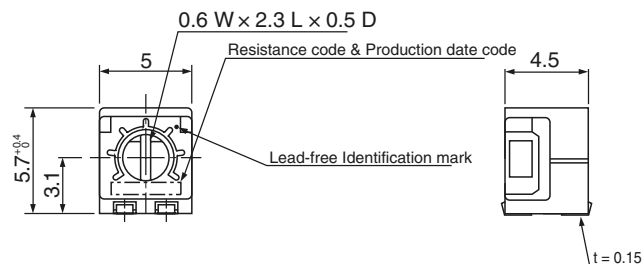 0.6 W × 2.3 L × 0.5 D
Resistance code & Production date code
5
4.5
5.7 +0.4 0
3.1
Lead-free Identification mark
t = 0.15